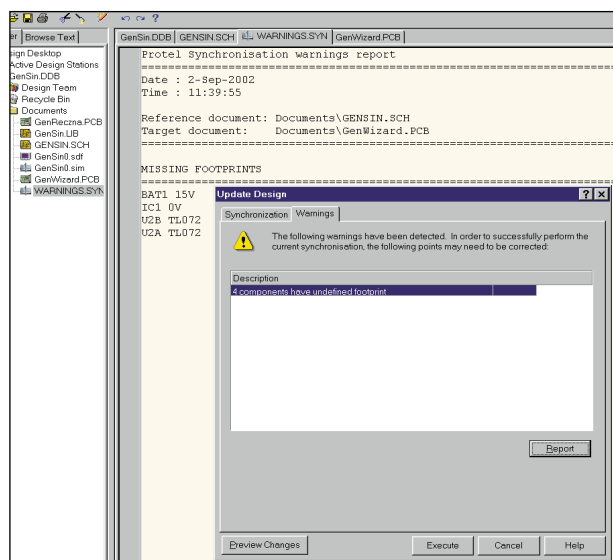 Browse Text
GenSin.DDB GENSIN.SCH WARNINGS.SYN GenWizard.PCB
sign Desktop
Active Design Stations
GenSin.DDB
Design Team
Recycle Bin
Documents
GenReczna.PCB
GenSin.LIB
GENSIN.SCH
GenSin0.sdf
GenSin0.sim
GenWizard.PCB
WARNINGS.SYN
Protel Synchronisation warnings report
Date : 2-Sep-2002
Time : 11:39:55
Reference document: Documents\GENSIN.SCH
Target document: Documents\GenWizard.PCB
MISSING FOOTPRINTS
BAT1 15V
IC1 0V
U2B TL072
U2A TL072
Update Design
Synchronization Warnings
The following warnings have been detected. In order to successfully perform the
current synchronisation, the following points may need to be corrected:
Description
4 components have undefined footprint
Report
Preview Changes Execute Cancel Help